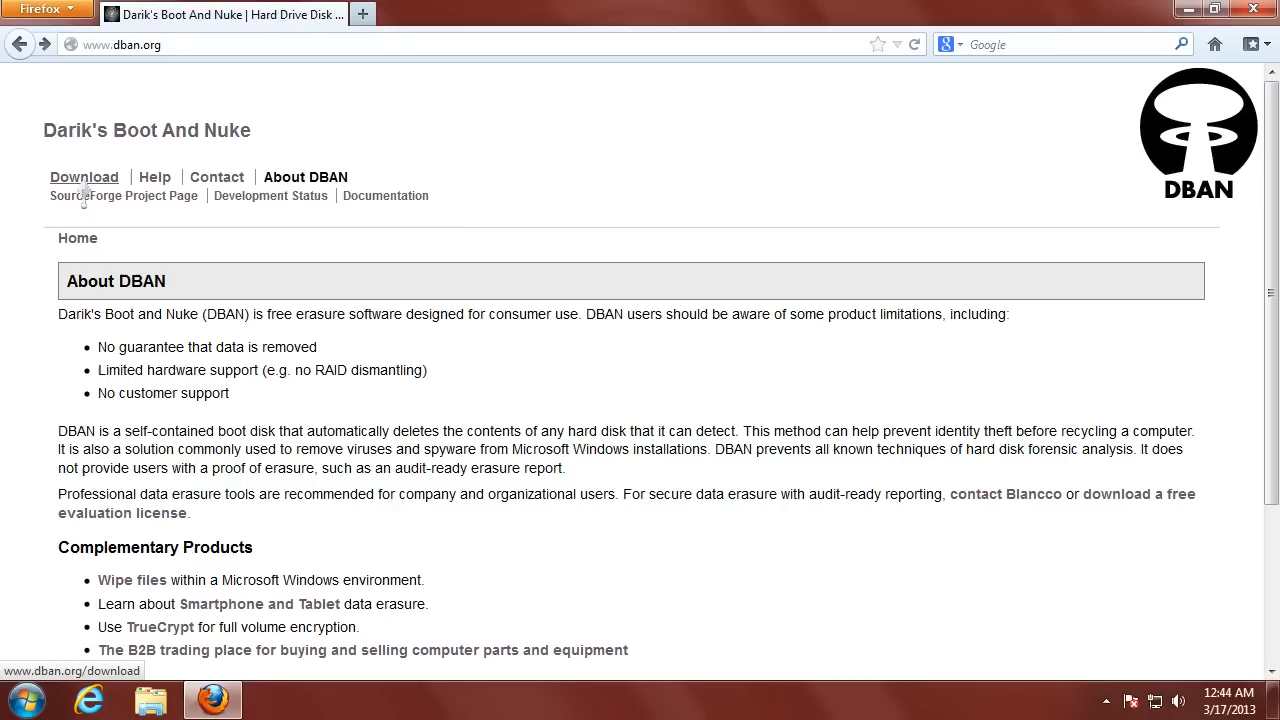 Firefox
Darik's Boot And Nuke | Hard Drive Disk ...
www.dban.org
Google
Darik's Boot And Nuke
DBAN
Download
Help
Contact
About DBAN
SourceForge Project Page
Development Status
Documentation
Home
About DBAN
Darik's Boot and Nuke (DBAN) is free erasure software designed for consumer use. DBAN users should be aware of some product limitations, including:
• No guarantee that data is removed
• Limited hardware support (e.g. no RAID dismantling)
• No customer support
DBAN is a self-contained boot disk that automatically deletes the contents of any hard disk that it can detect. This method can help prevent identity theft before recycling a computer.
It is also a solution commonly used to remove viruses and spyware from Microsoft Windows installations. DBAN prevents all known techniques of hard disk forensic analysis. It does
not provide users with a proof of erasure, such as an audit-ready erasure report.
Professional data erasure tools are recommended for company and organizational users. For secure data erasure with audit-ready reporting, contact Blancco or download a free
evaluation license.
Complementary Products
• Wipe files within a Microsoft Windows environment.
• Learn about Smartphone and Tablet data erasure.
• Use TrueCrypt for full volume encryption.
• The B2B trading place for buying and selling computer parts and equipment
www.dban.org/download
12:44 AM
3/17/2013